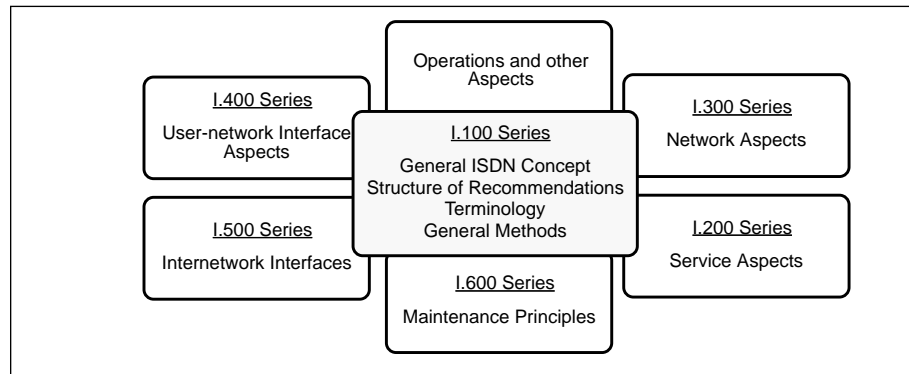 Operations and other
Aspects
I.400 Series
User-network Interface
Aspects
I.300 Series
Network Aspects
I.100 Series
General ISDN Concept
Structure of Recommendations
Terminology
General Methods
I.500 Series
Internetwork Interfaces
I.200 Series
Service Aspects
I.600 Series
Maintenance Principles